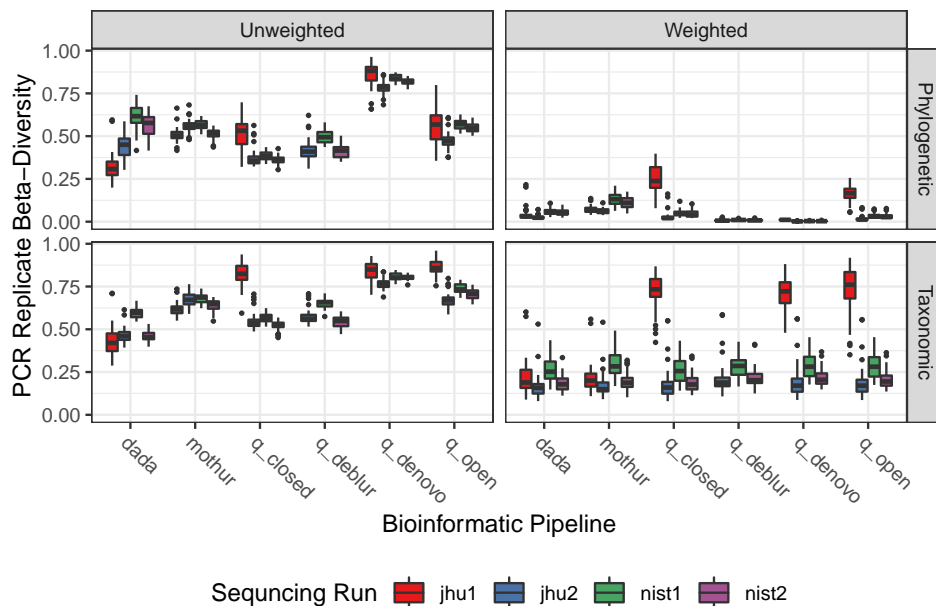 Unweighted
Weighted
PCR Replicate Beta−Diversity
1.00
0.75
0.50
0.25
0.00
Phylogenetic
1.00
0.75
0.50
0.25
0.00
Taxonomic
dada
mothur
q_closed
q_deblur
q_denovo
q_open
dada
mothur
q_closed
q_deblur
q_denovo
q_open
Bioinformatic Pipeline
Sequncing Run jhu1 jhu2 nist1 nist2